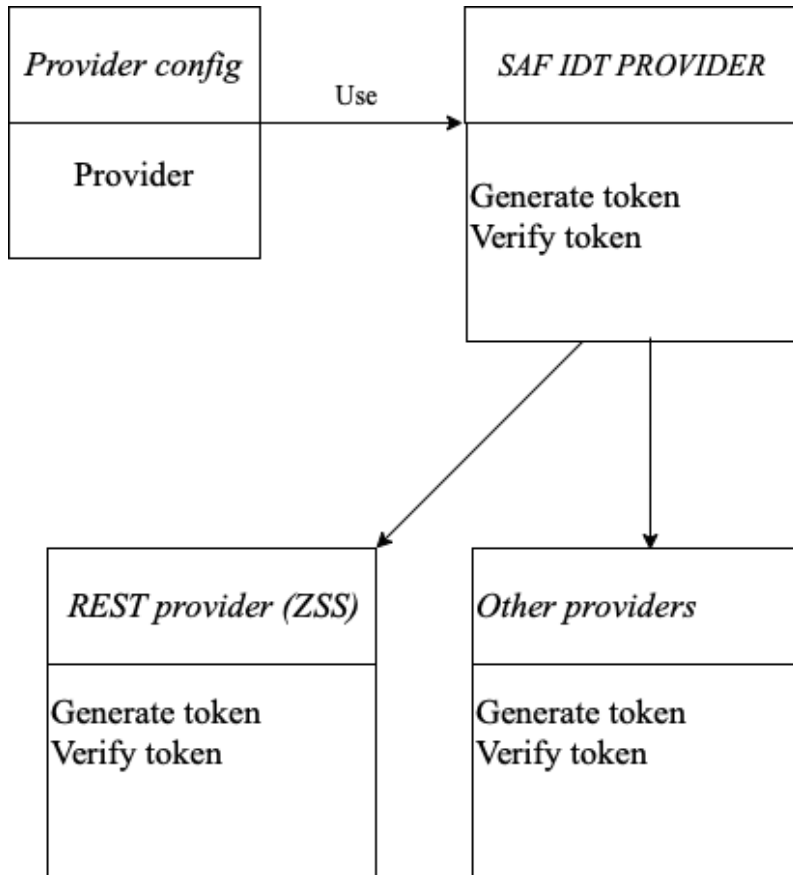 Provider config
SAF IDT PROVIDER
Use
Provider
Generate token
Verify token
REST provider (ZSS)
Other providers
Generate token
Verify token
Generate token
Verify token